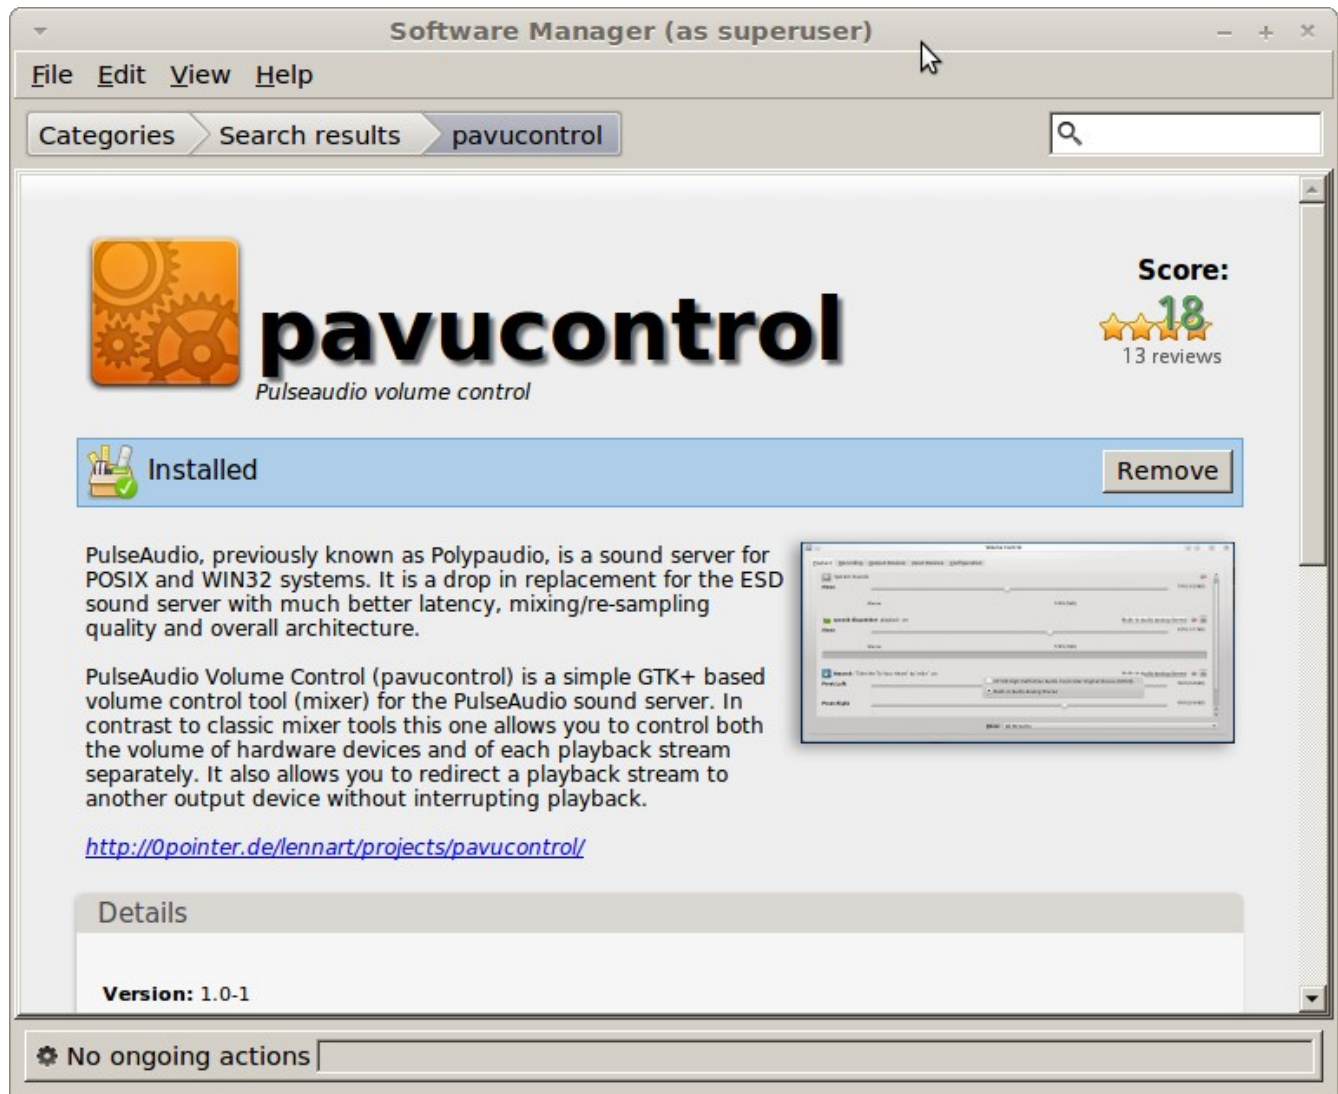 Software Manager (as superuser)
File Edit View Help
Categories Search results pavucontrol
Score:
18
pavucontrol
13 reviews
Pulseaudio volume control
Installed Remove
PulseAudio, previously known as Polypaudio, is a sound server for
POSIX and WIN32 systems. It is a drop in replacement for the ESD
sound server with much better latency, mixing/re-sampling
quality and overall architecture.
PulseAudio Volume Control (pavucontrol) is a simple GTK+ based
volume control tool (mixer) for the PulseAudio sound server. In
contrast to classic mixer tools this one allows you to control both
the volume of hardware devices and of each playback stream
separately. It also allows you to redirect a playback stream to
another output device without interrupting playback.
http://0pointer.de/lennart/projects/pavucontrol/
Details
Version: 1.0-1
No ongoing actions